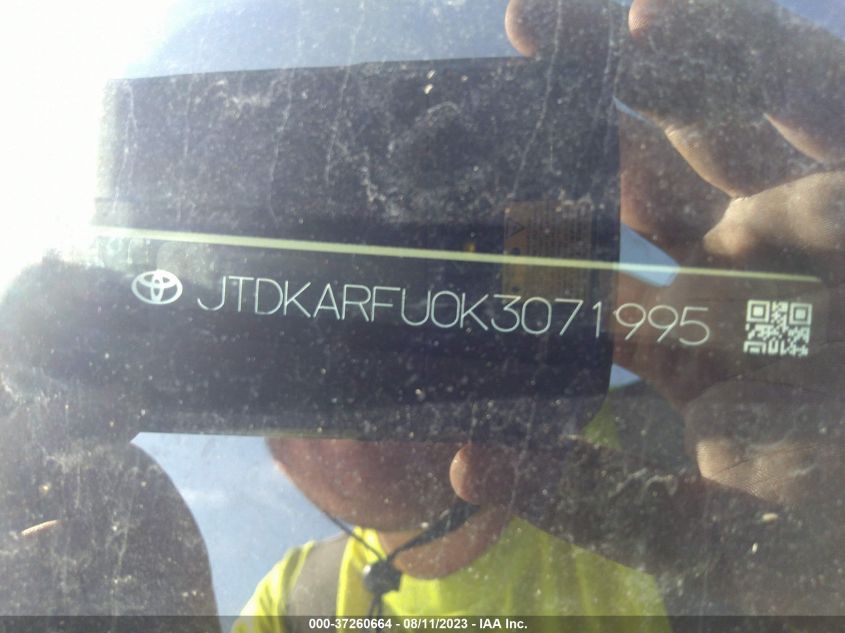 JTDKARFU0K3071995
000-37260664 - 08/11/2023 - IAA Inc.